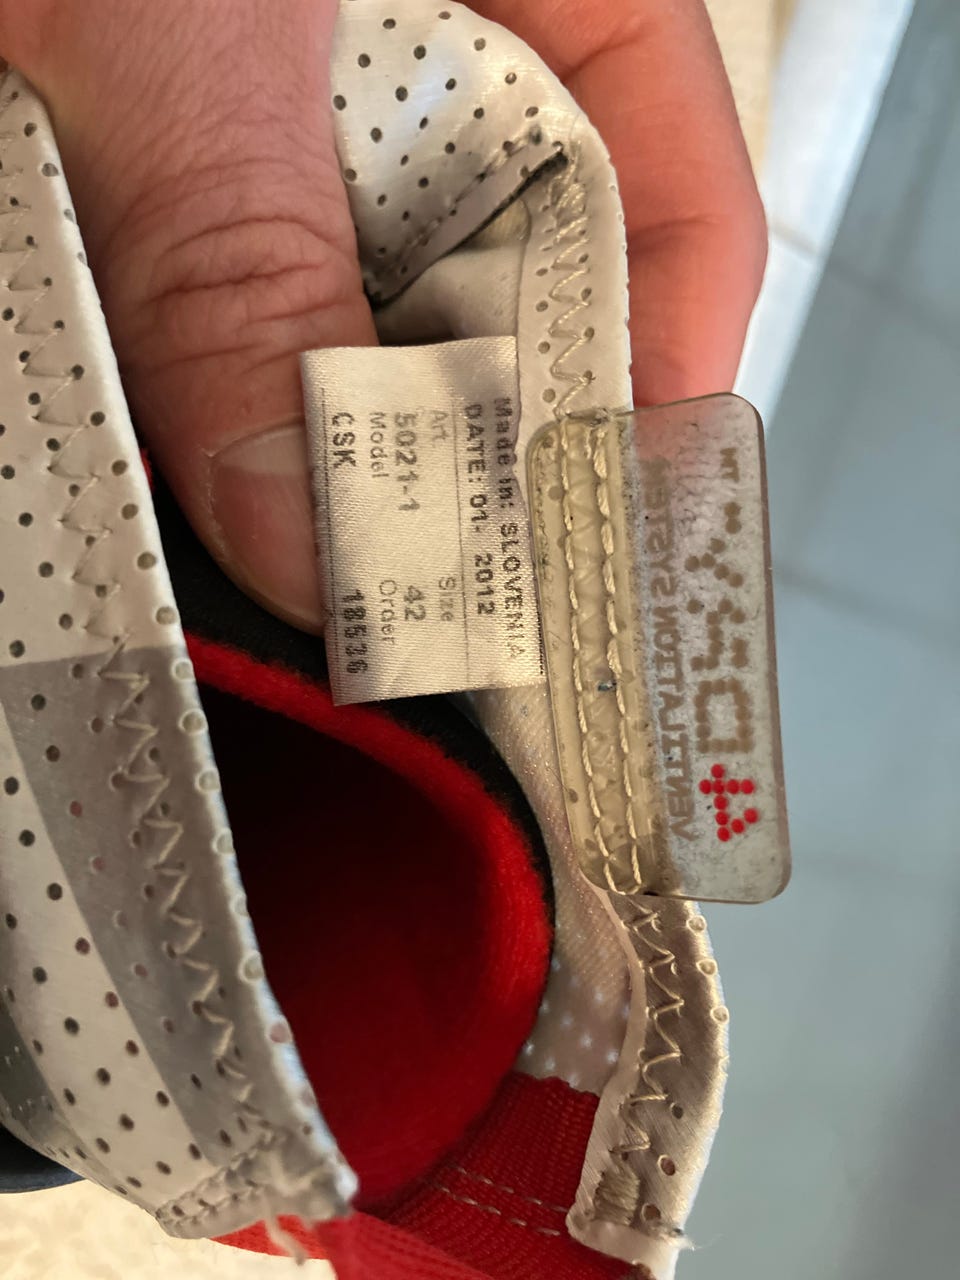 Made in: SLOVENIA
DATE: 01- 2012
Art Size
5021-1 42
Model Order
CSK 18536
VENTILATION SYSTEM